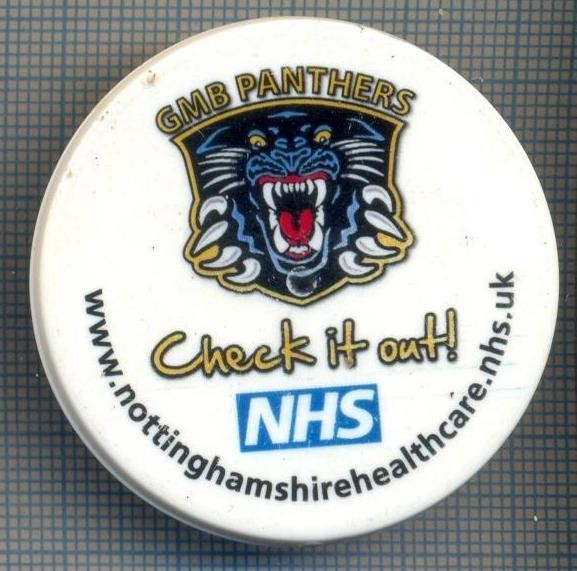 GMB PANTHERS
Check it out!
NHS
www.nottinghamshirehealthcare.nhs.uk